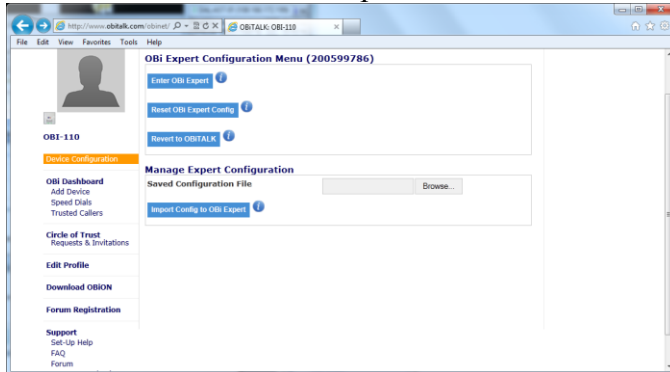 http://www.obitalk.com/obinet/
OBiTALK: OBI-110
File Edit View Favorites Tools Help
OBi Expert Configuration Menu (200599786)
Enter OBi Expert
Reset OBi Expert Config
Revert to OBiTALK
OBI-110
Device Configuration
Manage Expert Configuration
Saved Configuration File Browse...
Import Config to OBi Expert
OBi Dashboard
Add Device
Speed Dials
Trusted Callers
Circle of Trust
Requests & Invitations
Edit Profile
Download OBiON
Forum Registration
Support
Set-Up Help
FAQ
Forum